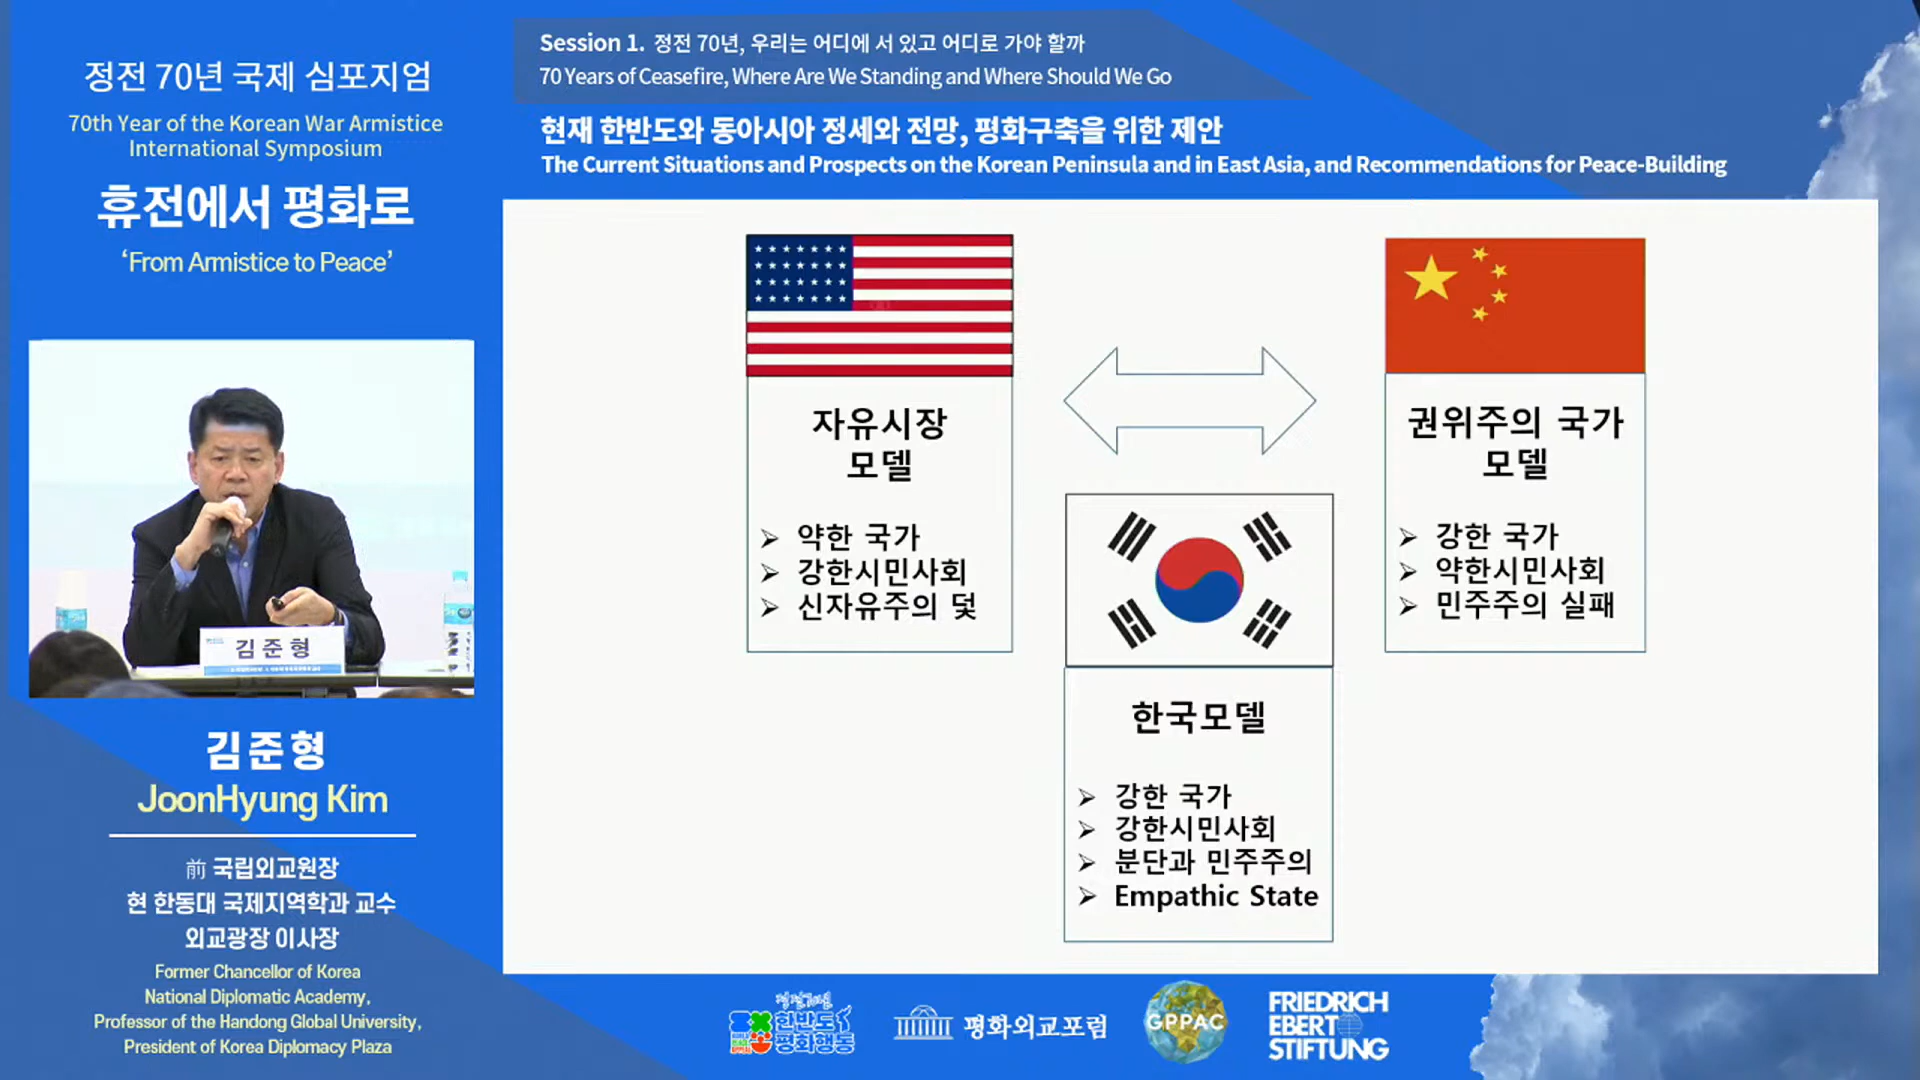 정전 70년 국제 심포지엄
70th Year of the Korean War Armistice
International Symposium
휴전에서 평화로
‘From Armistice to Peace’
Session 1. 정전 70년, 우리는 어디에 서 있고 어디로 가야 할까
70 Years of Ceasefire, Where Are We Standing and Where Should We Go
현재 한반도와 동아시아 정세와 전망, 평화구축을 위한 제안
The Current Situations and Prospects on the Korean Peninsula and in East Asia, and Recommendations for Peace-Building
자유시장
모델
약한 국가
강한시민사회
신자유주의 덫
권위주의 국가
모델
강한 국가
약한시민사회
민주주의 실패
한국모델
강한 국가
강한시민사회
분단과 민주주의
Empathic State
김준형
김준형
JoonHyung Kim
前 국립외교원장
현 한동대 국제지역학과 교수
외교광장 이사장
Former Chancellor of Korea
National Diplomatic Academy,
Professor of the Handong Global University,
President of Korea Diplomacy Plaza
정전70년
한반도
평화행동
평화외교포럼
GPPAC
FRIEDRICH
EBERT
STIFTUNG